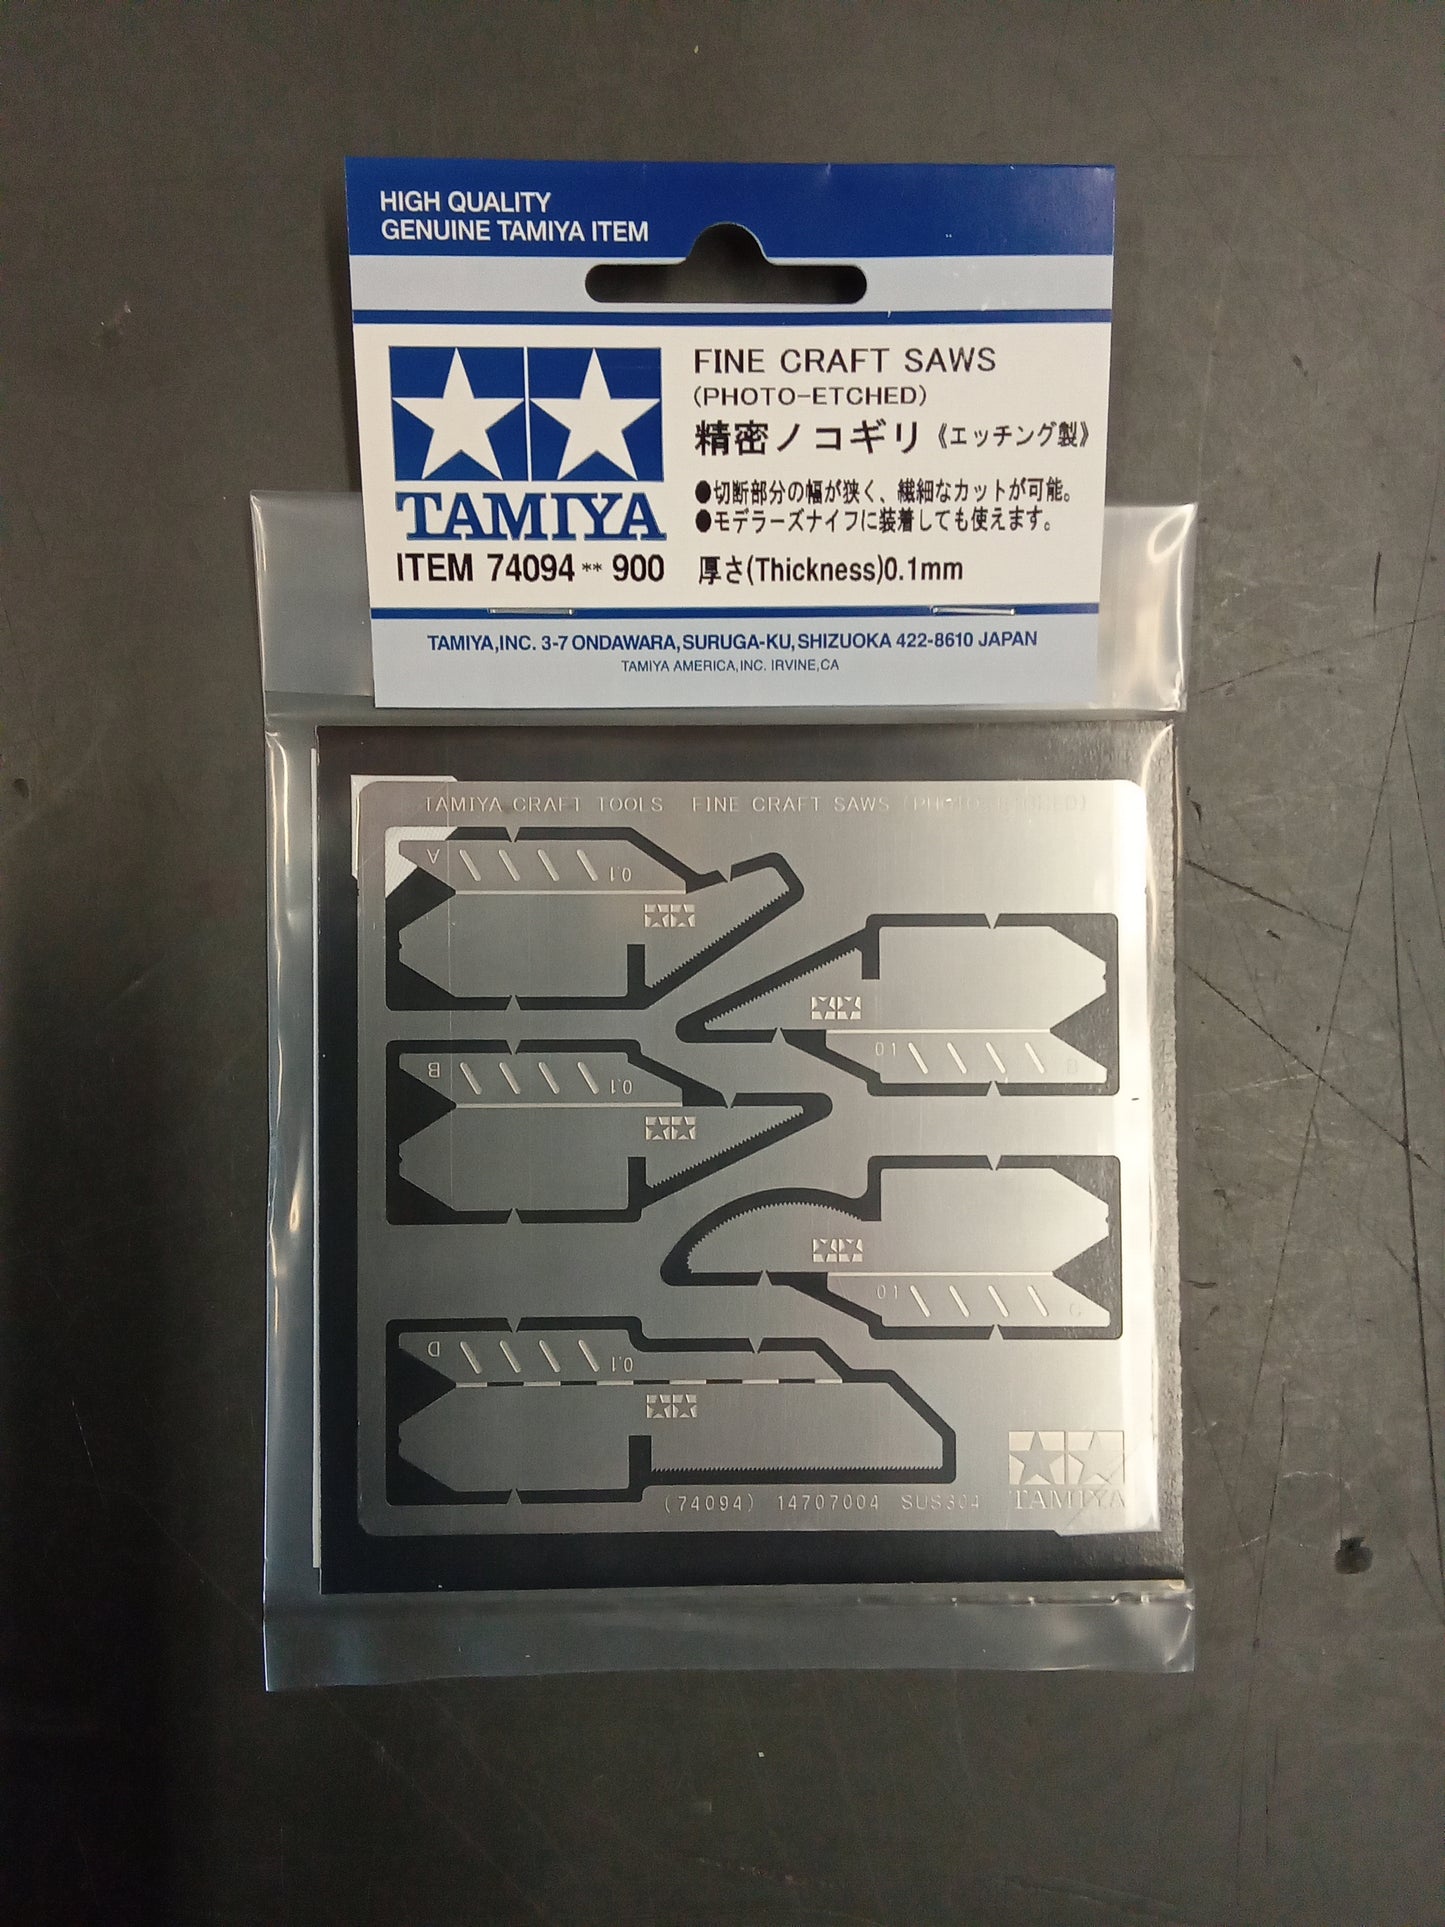 HIGH QUALITY
GENUINE TAMIYA ITEM
TAMIYA
ITEM 74094 ** 900
FINE CRAFT SAWS
(PHOTO-ETCHED)
精密ノコギリ《エッチング製》
●切断部分の幅が狭く、繊細なカットが可能。
●モデラーズナイフに装着しても使えます。
厚さ(Thickness)0.1mm
TAMIYA,INC. 3-7 ONDAWARA,SURUGA-KU,SHIZUOKA 422-8610 JAPAN
TAMIYA AMERICA,INC. IRVINE,CA
TAMIYA CRAFT TOOLS FINE CRAFT SAWS (PHOTO-ETCHED)
A 0.1
0.1 B
B 0.1
0.1 C
D 0.1
(74094) 14707004 SUS304
TAMIYA